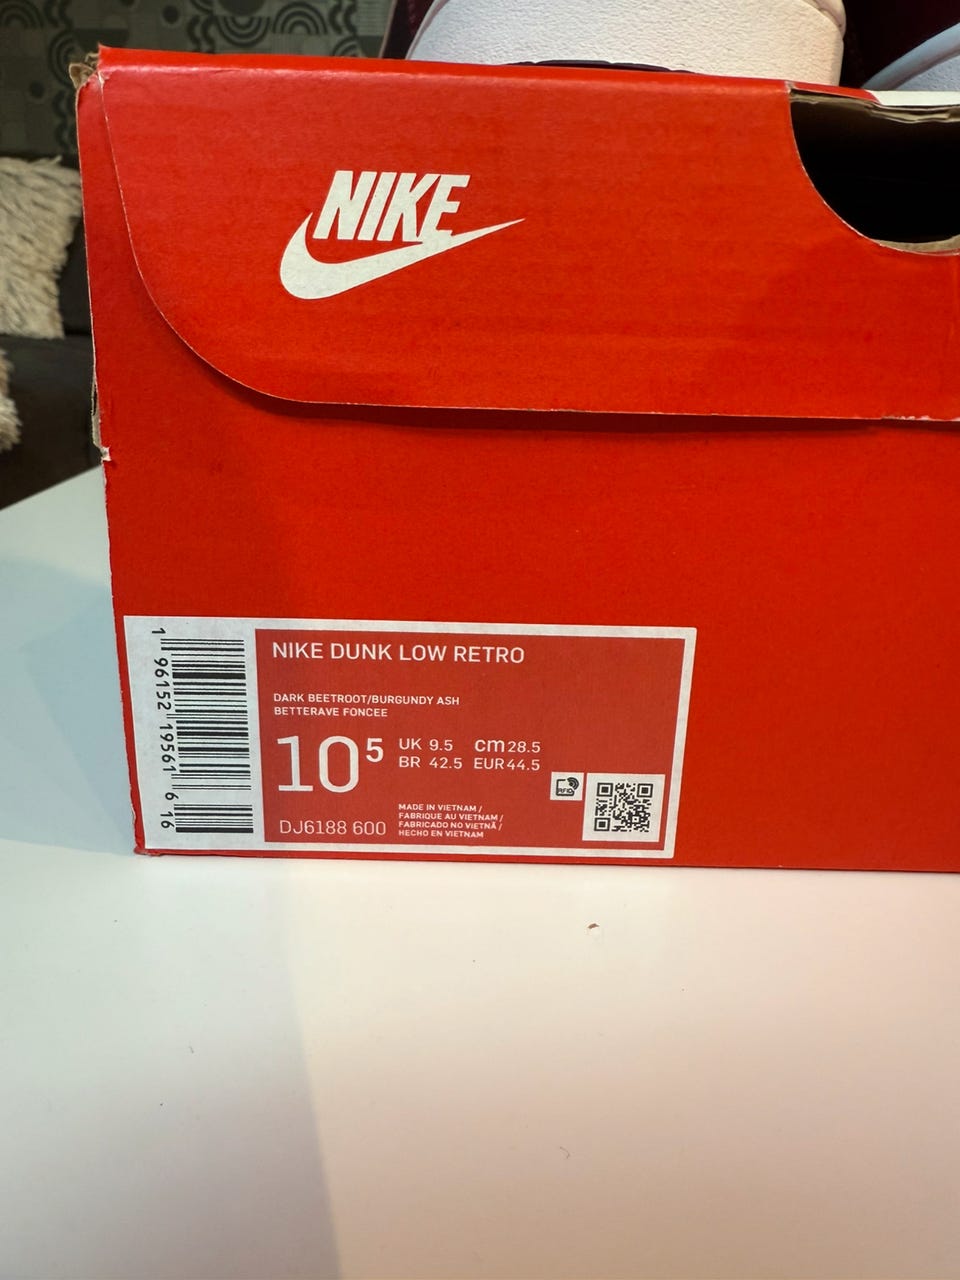 NIKE
1 96152 19561 6 16
NIKE DUNK LOW RETRO
DARK BEETROOT/BURGUNDY ASH
BETTERAVE FONCEE
10⁵
UK 9.5 cm 28.5
BR 42.5 EUR 44.5
MADE IN VIETNAM /
FABRIQUE AU VIETNAM /
FABRICADO NO VIETNÃ /
HECHO EN VIETNAM
DJ6188 600
RFID